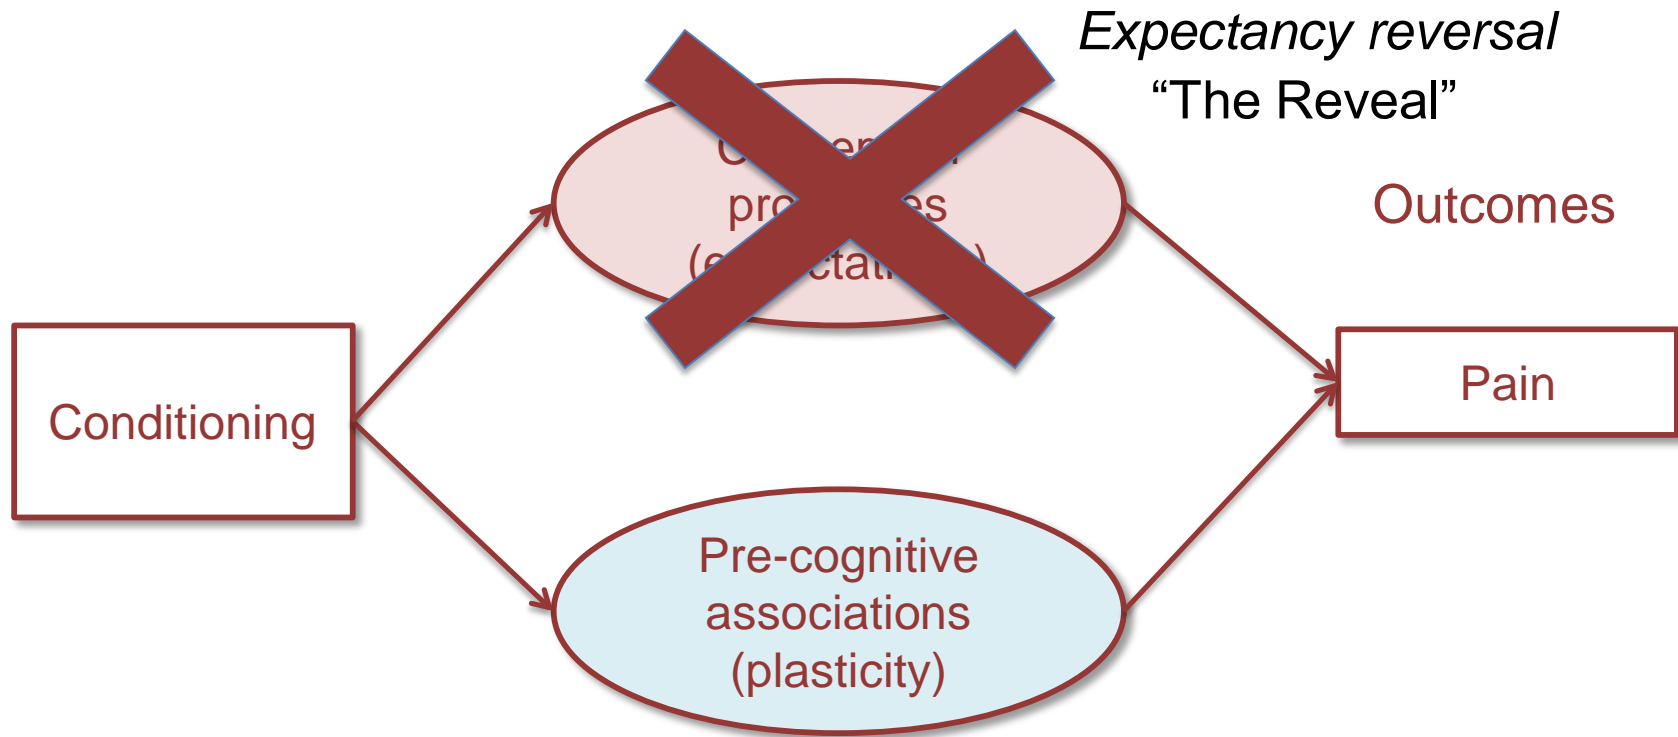 Expectancy reversal
“The Reveal”
Outcomes
Conditioning
Pain
Pre-cognitive
associations
(plasticity)